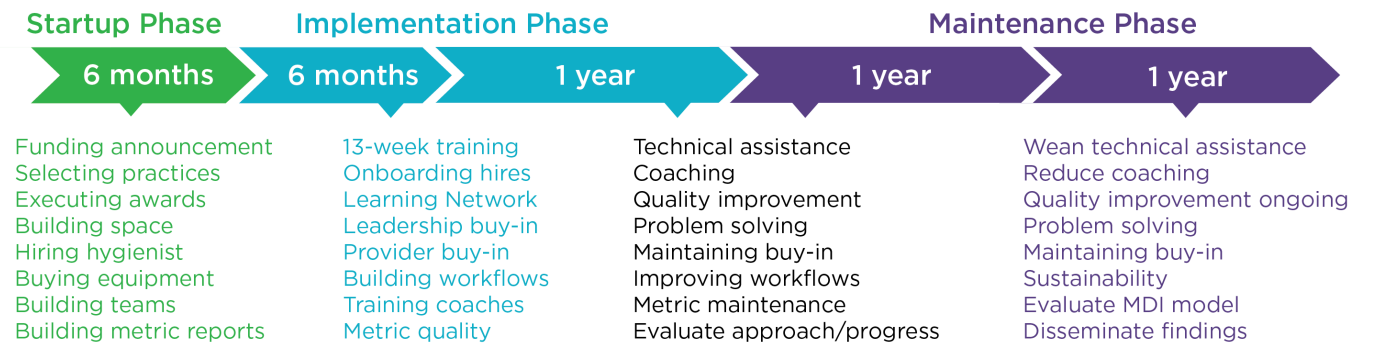 Startup Phase
Implementation Phase
Maintenance Phase
6 months
6 months
1 year
1 year
1 year
Funding announcement
Selecting practices
Executing awards
Building space
Hiring hygienist
Buying equipment
Building teams
Building metric reports
13-week training
Onboarding hires
Learning Network
Leadership buy-in
Provider buy-in
Building workflows
Training coaches
Metric quality
Technical assistance
Coaching
Quality improvement
Problem solving
Maintaining buy-in
Improving workflows
Metric maintenance
Evaluate approach/progress
Wean technical assistance
Reduce coaching
Quality improvement ongoing
Problem solving
Maintaining buy-in
Sustainability
Evaluate MDI model
Disseminate findings